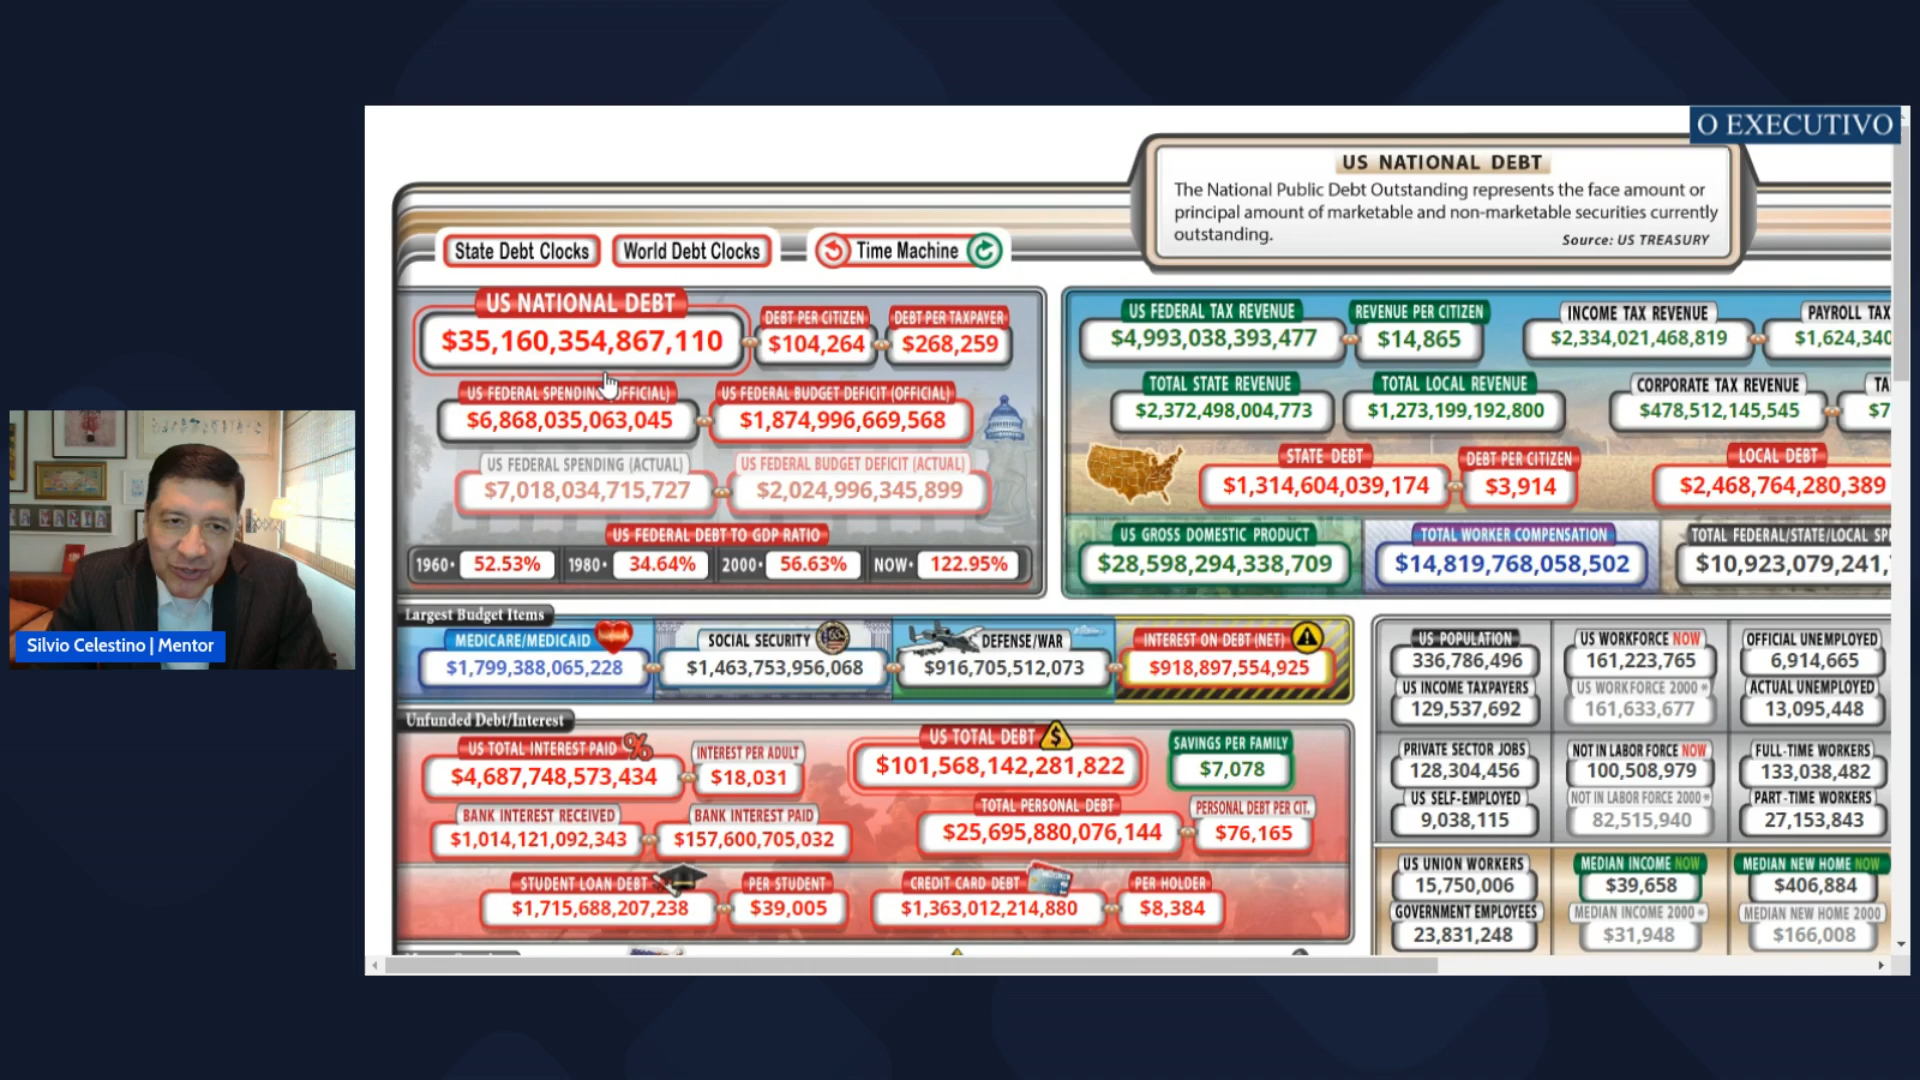 O EXECUTIVO
US NATIONAL DEBT
The National Public Debt Outstanding represents the face amount or
principal amount of marketable and non-marketable securities currently
outstanding.
Source: US TREASURY
State Debt Clocks
World Debt Clocks
Time Machine
US NATIONAL DEBT
$35,160,354,867,110
DEBT PER CITIZEN
$104,264
DEBT PER TAXPAYER
$268,259
US FEDERAL SPENDING (OFFICIAL)
$6,868,035,063,045
US FEDERAL BUDGET DEFICIT (OFFICIAL)
$1,874,996,669,568
US FEDERAL SPENDING (ACTUAL)
$7,018,034,715,727
US FEDERAL BUDGET DEFICIT (ACTUAL)
$2,024,996,345,899
US FEDERAL DEBT TO GDP RATIO
1960• 52.53%
1980• 34.64%
2000• 56.63%
NOW• 122.95%
US FEDERAL TAX REVENUE
$4,993,038,393,477
REVENUE PER CITIZEN
$14,865
INCOME TAX REVENUE
$2,334,021,468,819
PAYROLL TAX
$1,624,340
TOTAL STATE REVENUE
$2,372,498,004,773
TOTAL LOCAL REVENUE
$1,273,199,192,800
CORPORATE TAX REVENUE
$478,512,145,545
TA
$7
STATE DEBT
$1,314,604,039,174
DEBT PER CITIZEN
$3,914
LOCAL DEBT
$2,468,764,280,389
US GROSS DOMESTIC PRODUCT
$28,598,294,338,709
TOTAL WORKER COMPENSATION
$14,819,768,058,502
TOTAL FEDERAL/STATE/LOCAL SP
$10,923,079,241,
Largest Budget Items
MEDICARE/MEDICAID
$1,799,388,065,228
SOCIAL SECURITY
$1,463,753,956,068
DEFENSE/WAR
$916,705,512,073
INTEREST ON DEBT (NET)
$918,897,554,925
Unfunded Debt/Interest
US TOTAL INTEREST PAID
$4,687,748,573,434
INTEREST PER ADULT
$18,031
US TOTAL DEBT
$101,568,142,281,822
SAVINGS PER FAMILY
$7,078
BANK INTEREST RECEIVED
$1,014,121,092,343
BANK INTEREST PAID
$157,600,705,032
TOTAL PERSONAL DEBT
$25,695,880,076,144
PERSONAL DEBT PER CIT.
$76,165
STUDENT LOAN DEBT
$1,715,688,207,238
PER STUDENT
$39,005
CREDIT CARD DEBT
$1,363,012,214,880
PER HOLDER
$8,384
US POPULATION
336,786,496
US WORKFORCE NOW
161,223,765
OFFICIAL UNEMPLOYED
6,914,665
US INCOME TAXPAYERS
129,537,692
US WORKFORCE 2000 *
161,633,677
ACTUAL UNEMPLOYED
13,095,448
PRIVATE SECTOR JOBS
128,304,456
NOT IN LABOR FORCE NOW
100,508,979
FULL-TIME WORKERS
133,038,482
US SELF-EMPLOYED
9,038,115
NOT IN LABOR FORCE 2000 *
82,515,940
PART-TIME WORKERS
27,153,843
US UNION WORKERS
15,750,006
MEDIAN INCOME NOW
$39,658
MEDIAN NEW HOME NOW
$406,884
GOVERNMENT EMPLOYEES
23,831,248
MEDIAN INCOME 2000 *
$31,948
MEDIAN NEW HOME 2000
$166,008
Silvio Celestino | Mentor